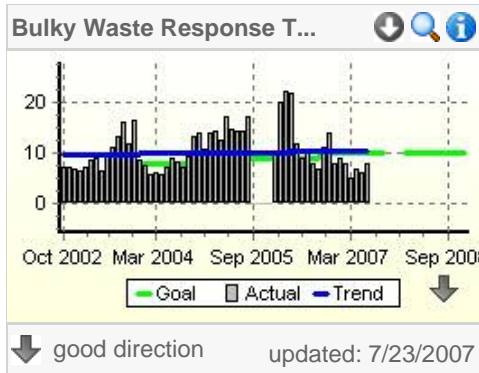 Bulky Waste Response T...
20
10
0
Oct 2002 Mar 2004 Sep 2005 Mar 2007 Sep 200
Goal Actual Trend
good direction updated: 7/23/2007